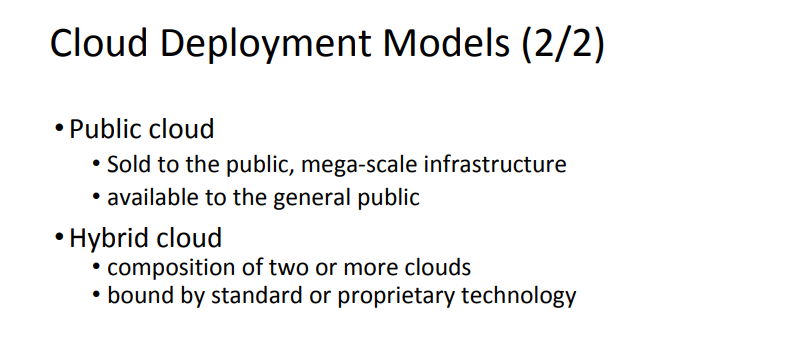 Cloud Deployment Models (2/2)
• Public cloud
• Sold to the public, mega-scale infrastructure
• available to the general public
• Hybrid cloud
• composition of two or more clouds
• bound by standard or proprietary technology